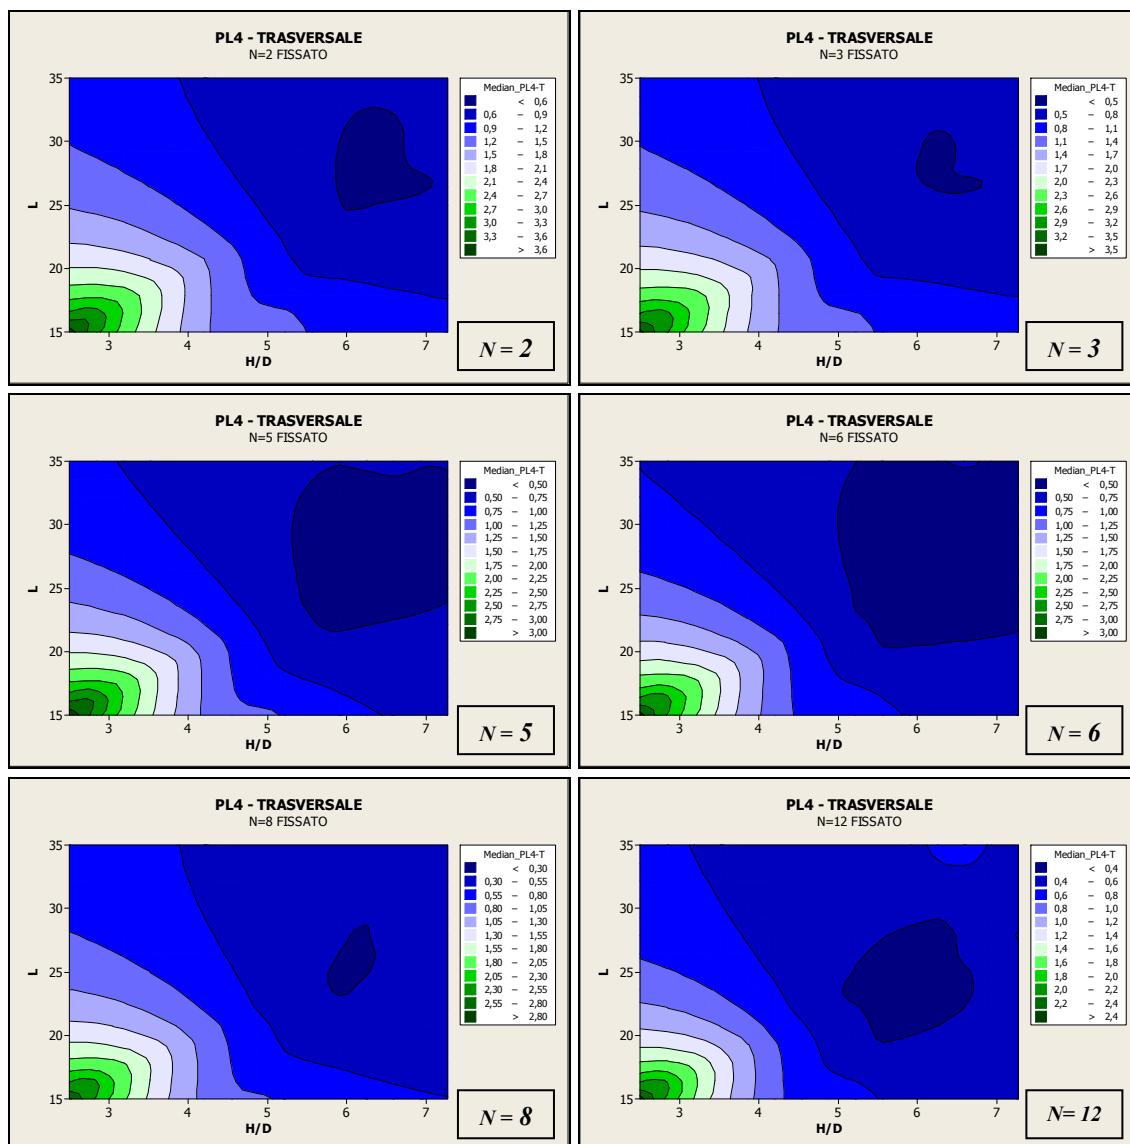 PL4 - TRASVERSALE
N=2 FISSATO
Median_PL4-T
< 0,6
0,6 – 0,9
0,9 – 1,2
1,2 – 1,5
1,5 – 1,8
1,8 – 2,1
2,1 – 2,4
2,4 – 2,7
2,7 – 3,0
3,0 – 3,3
3,3 – 3,6
> 3,6
35
30
25
20
15
L
3 4 5 6 7
H/D
N = 2
PL4 - TRASVERSALE
N=3 FISSATO
Median_PL4-T
< 0,5
0,5 – 0,8
0,8 – 1,1
1,1 – 1,4
1,4 – 1,7
1,7 – 2,0
2,0 – 2,3
2,3 – 2,6
2,6 – 2,9
2,9 – 3,2
3,2 – 3,5
> 3,5
35
30
25
20
15
L
3 4 5 6 7
H/D
N = 3
PL4 - TRASVERSALE
N=5 FISSATO
Median_PL4-T
< 0,50
0,50 – 0,75
0,75 – 1,00
1,00 – 1,25
1,25 – 1,50
1,50 – 1,75
1,75 – 2,00
2,00 – 2,25
2,25 – 2,50
2,50 – 2,75
2,75 – 3,00
> 3,00
35
30
25
20
15
L
3 4 5 6 7
H/D
N = 5
PL4 - TRASVERSALE
N=6 FISSATO
Median_PL4-T
< 0,50
0,50 – 0,75
0,75 – 1,00
1,00 – 1,25
1,25 – 1,50
1,50 – 1,75
1,75 – 2,00
2,00 – 2,25
2,25 – 2,50
2,50 – 2,75
2,75 – 3,00
> 3,00
35
30
25
20
15
L
3 4 5 6 7
H/D
N = 6
PL4 - TRASVERSALE
N=8 FISSATO
Median_PL4-T
< 0,30
0,30 – 0,55
0,55 – 0,80
0,80 – 1,05
1,05 – 1,30
1,30 – 1,55
1,55 – 1,80
1,80 – 2,05
2,05 – 2,30
2,30 – 2,55
2,55 – 2,80
> 2,80
35
30
25
20
15
L
3 4 5 6 7
H/D
N = 8
PL4 - TRASVERSALE
N=12 FISSATO
Median_PL4-T
< 0,4
0,4 – 0,6
0,6 – 0,8
0,8 – 1,0
1,0 – 1,2
1,2 – 1,4
1,4 – 1,6
1,6 – 1,8
1,8 – 2,0
2,0 – 2,2
2,2 – 2,4
> 2,4
35
30
25
20
15
L
3 4 5 6 7
H/D
N= 12